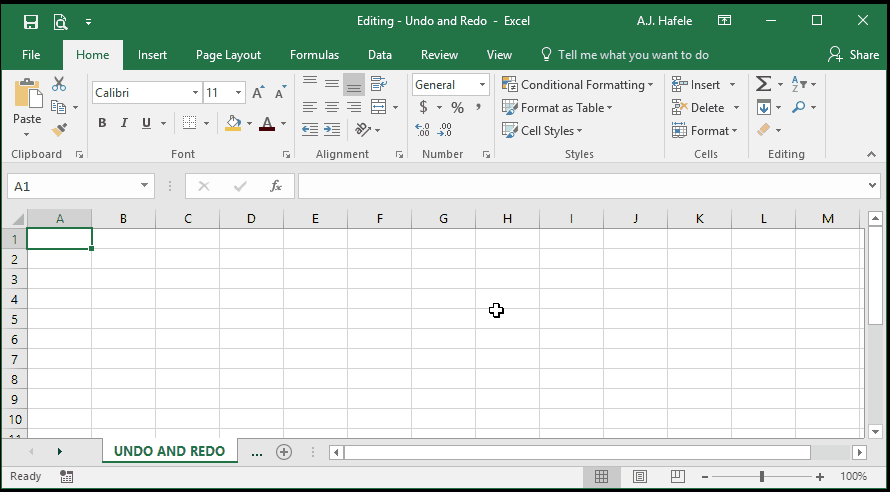 Editing - Undo and Redo - Excel
A.J. Hafele
File Home Insert Page Layout Formulas Data Review View Tell me what you want to do Share
Paste
Calibri 11
B I U A
General
$ % ,
Conditional Formatting
Format as Table
Cell Styles
Insert
Delete
Format
Clipboard Font Alignment Number Styles Cells Editing
A1 fx
A B C D E F G H I J K L M
1
2
3
4
5
6
7
8
9
10
11
UNDO AND REDO ...
Ready 100%